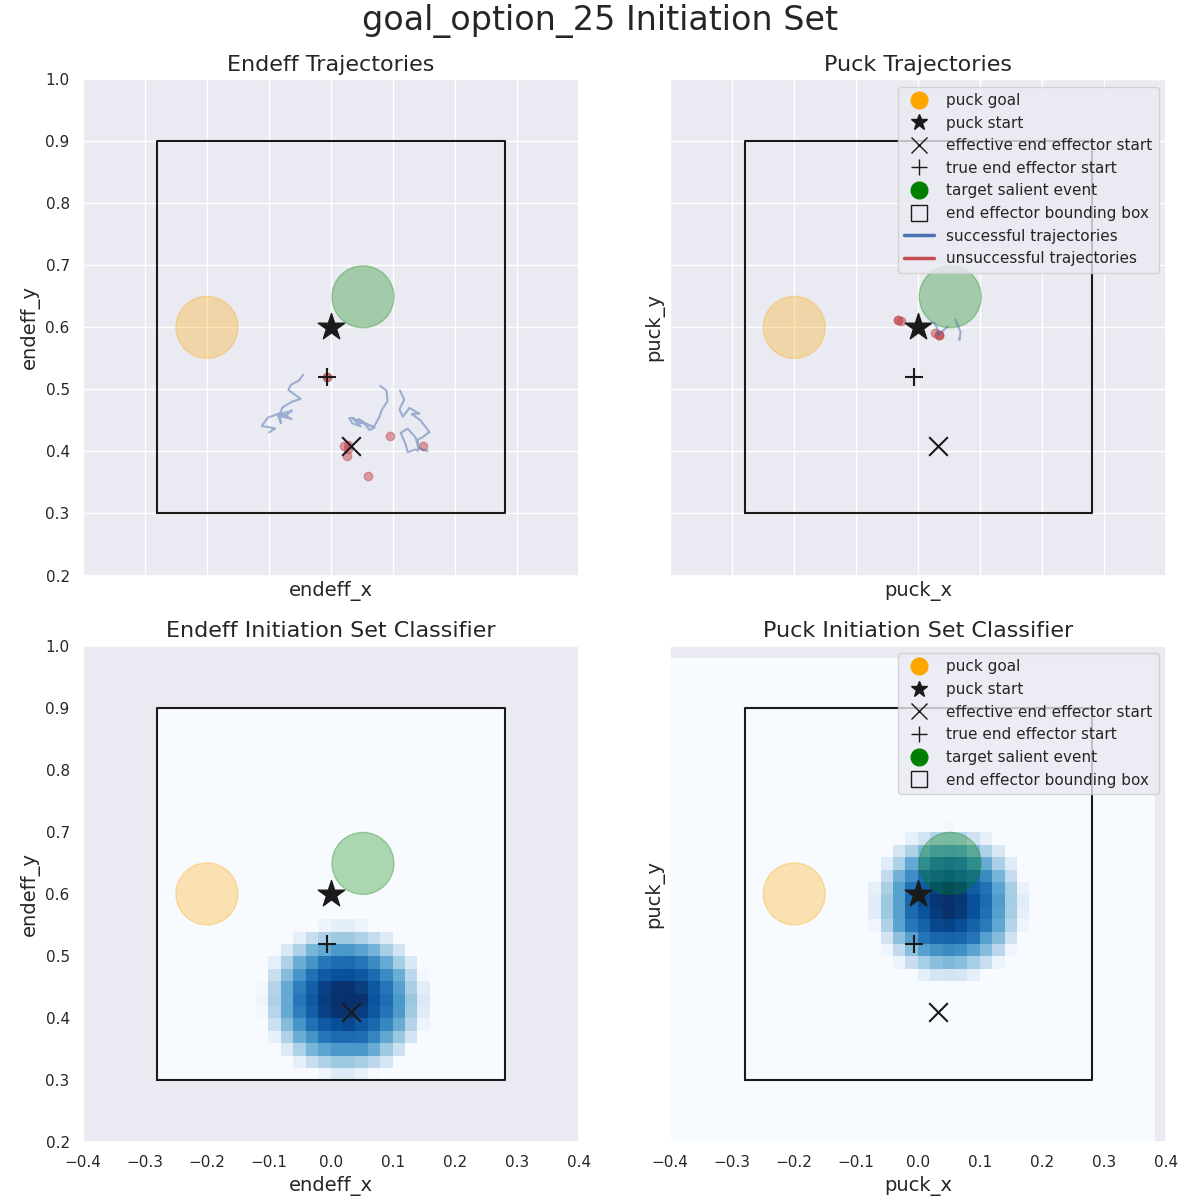 goal_option_25 Initiation Set
Endeff Trajectories
Puck Trajectories
1.0
0.9
0.8
0.7
0.6
0.5
0.4
0.3
0.2
endeff_y
endeff_x
puck_y
puck_x
puck goal
puck start
effective end effector start
true end effector start
target salient event
end effector bounding box
successful trajectories
unsuccessful trajectories
Endeff Initiation Set Classifier
Puck Initiation Set Classifier
1.0
0.9
0.8
0.7
0.6
0.5
0.4
0.3
0.2
endeff_y
−0.4 −0.3 −0.2 −0.1 0.0 0.1 0.2 0.3 0.4
endeff_x
puck_y
puck goal
puck start
effective end effector start
true end effector start
target salient event
end effector bounding box
−0.4 −0.3 −0.2 −0.1 0.0 0.1 0.2 0.3 0.4
puck_x